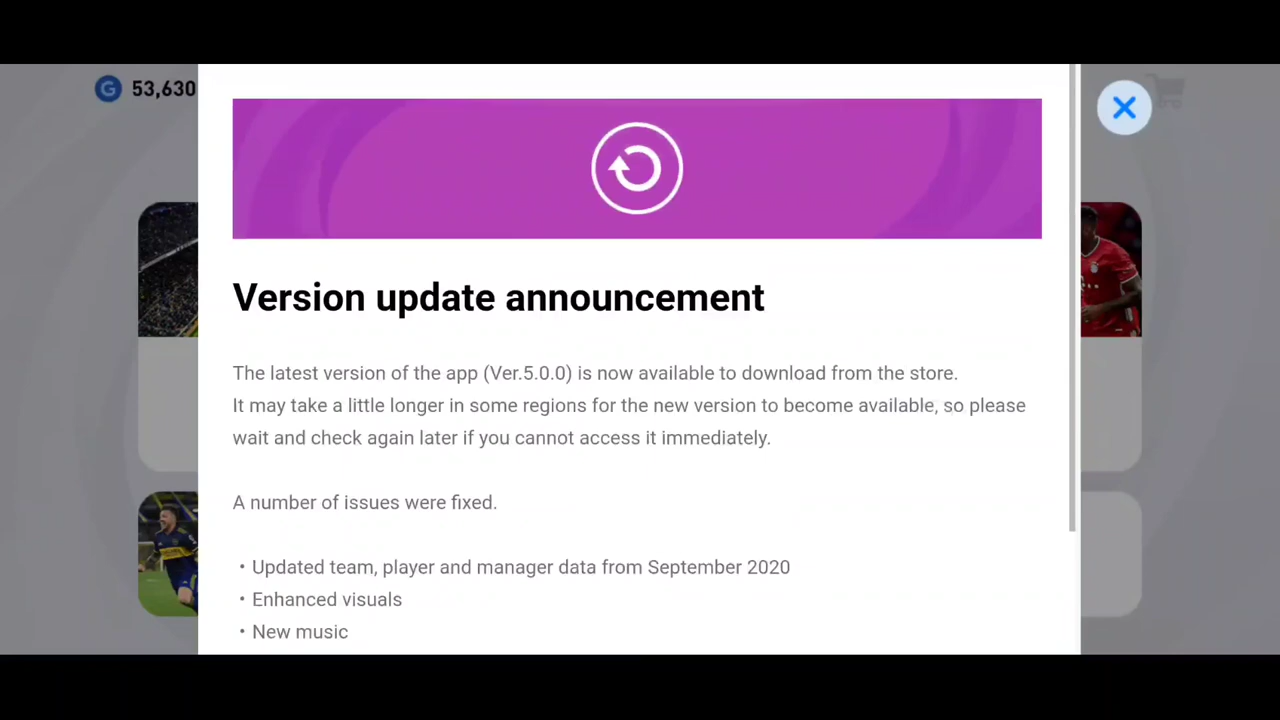 G 53,630
Version update announcement
The latest version of the app (Ver.5.0.0) is now available to download from the store.
It may take a little longer in some regions for the new version to become available, so please
wait and check again later if you cannot access it immediately.
A number of issues were fixed.
・Updated team, player and manager data from September 2020
・Enhanced visuals
・New music